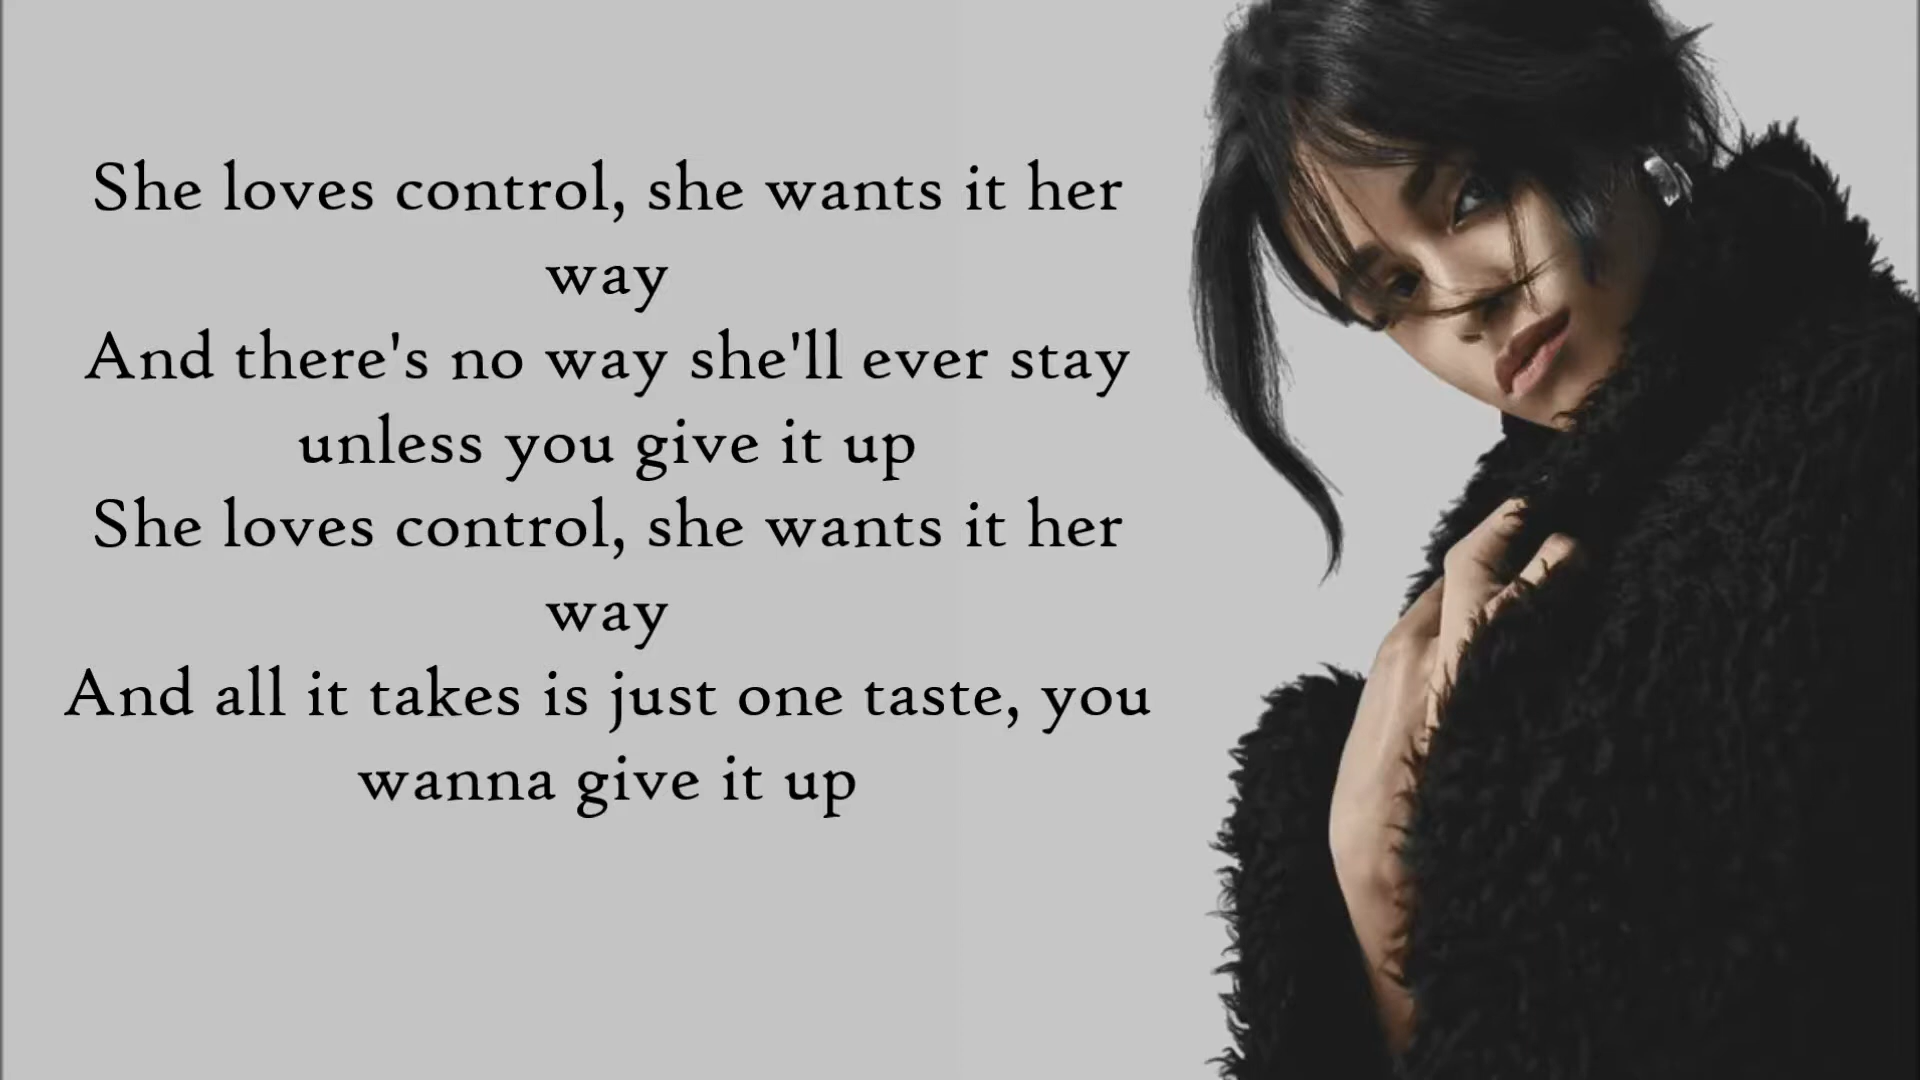 She loves control, she wants it her
way
And there's no way she'll ever stay
unless you give it up
She loves control, she wants it her
way
And all it takes is just one taste, you
wanna give it up